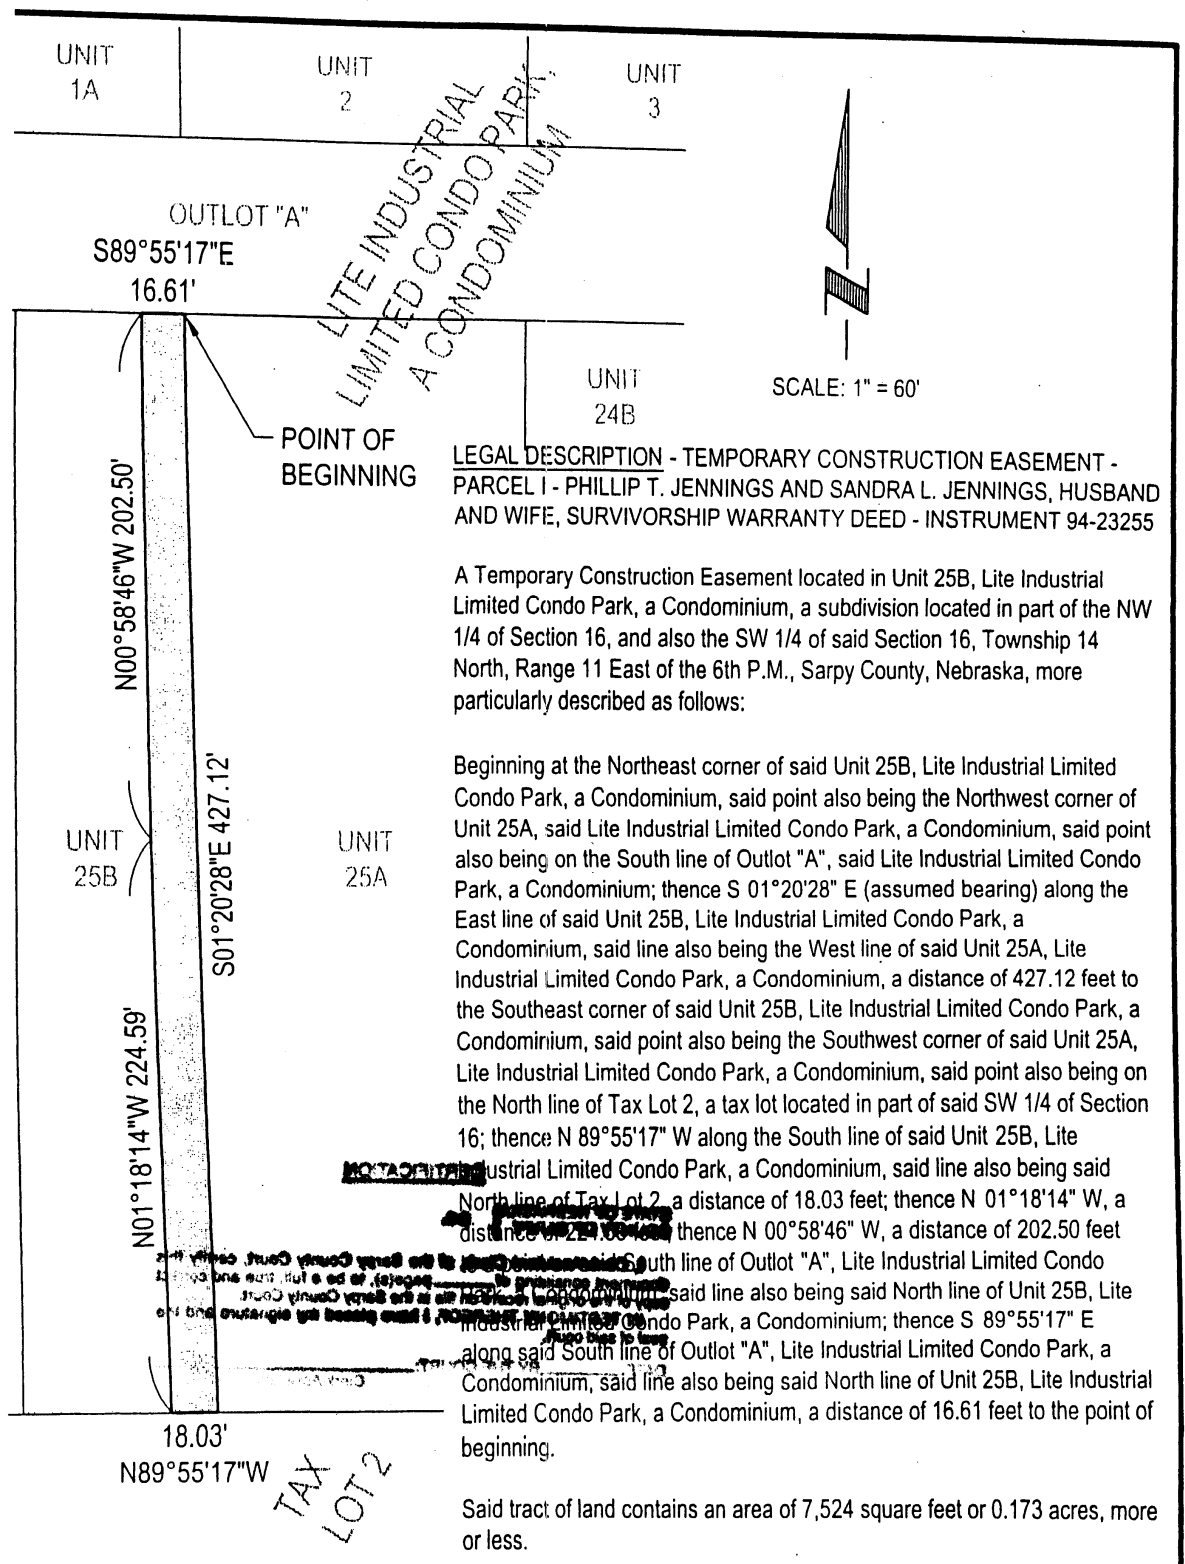 UNIT
1A
UNIT
2
UNIT
3
LITE INDUSTRIAL
LIMITED CONDO PARK,
A CONDOMINIUM
OUTLOT "A"
S89°55'17"E
16.61'
UNIT
24B
SCALE: 1" = 60'
POINT OF
BEGINNING
N00°58'46"W 202.50'
S01°20'28"E 427.12'
UNIT
25B
UNIT
25A
N01°18'14"W 224.59'
18.03'
N89°55'17"W
TAX
LOT 2
LEGAL DESCRIPTION - TEMPORARY CONSTRUCTION EASEMENT -
PARCEL I - PHILLIP T. JENNINGS AND SANDRA L. JENNINGS, HUSBAND
AND WIFE, SURVIVORSHIP WARRANTY DEED - INSTRUMENT 94-23255
A Temporary Construction Easement located in Unit 25B, Lite Industrial
Limited Condo Park, a Condominium, a subdivision located in part of the NW
1/4 of Section 16, and also the SW 1/4 of said Section 16, Township 14
North, Range 11 East of the 6th P.M., Sarpy County, Nebraska, more
particularly described as follows:
Beginning at the Northeast corner of said Unit 25B, Lite Industrial Limited
Condo Park, a Condominium, said point also being the Northwest corner of
Unit 25A, said Lite Industrial Limited Condo Park, a Condominium, said point
also being on the South line of Outlot "A", said Lite Industrial Limited Condo
Park, a Condominium; thence S 01°20'28" E (assumed bearing) along the
East line of said Unit 25B, Lite Industrial Limited Condo Park, a
Condominium, said line also being the West line of said Unit 25A, Lite
Industrial Limited Condo Park, a Condominium, a distance of 427.12 feet to
the Southeast corner of said Unit 25B, Lite Industrial Limited Condo Park, a
Condominium, said point also being the Southwest corner of said Unit 25A,
Lite Industrial Limited Condo Park, a Condominium, said point also being on
the North line of Tax Lot 2, a tax lot located in part of said SW 1/4 of Section
16; thence N 89°55'17" W along the South line of said Unit 25B, Lite
Industrial Limited Condo Park, a Condominium, said line also being said
North line of Tax Lot 2, a distance of 18.03 feet; thence N 01°18'14" W, a
distance of thence N 00°58'46" W, a distance of 202.50 feet
South line of Outlot "A", Lite Industrial Limited Condo
Park, a Condominium, said line also being said North line of Unit 25B, Lite
Industrial Limited Condo Park, a Condominium; thence S 89°55'17" E
along said South line of Outlot "A", Lite Industrial Limited Condo Park, a
Condominium, said line also being said North line of Unit 25B, Lite Industrial
Limited Condo Park, a Condominium, a distance of 16.61 feet to the point of
beginning.
Said tract of land contains an area of 7,524 square feet or 0.173 acres, more
or less.